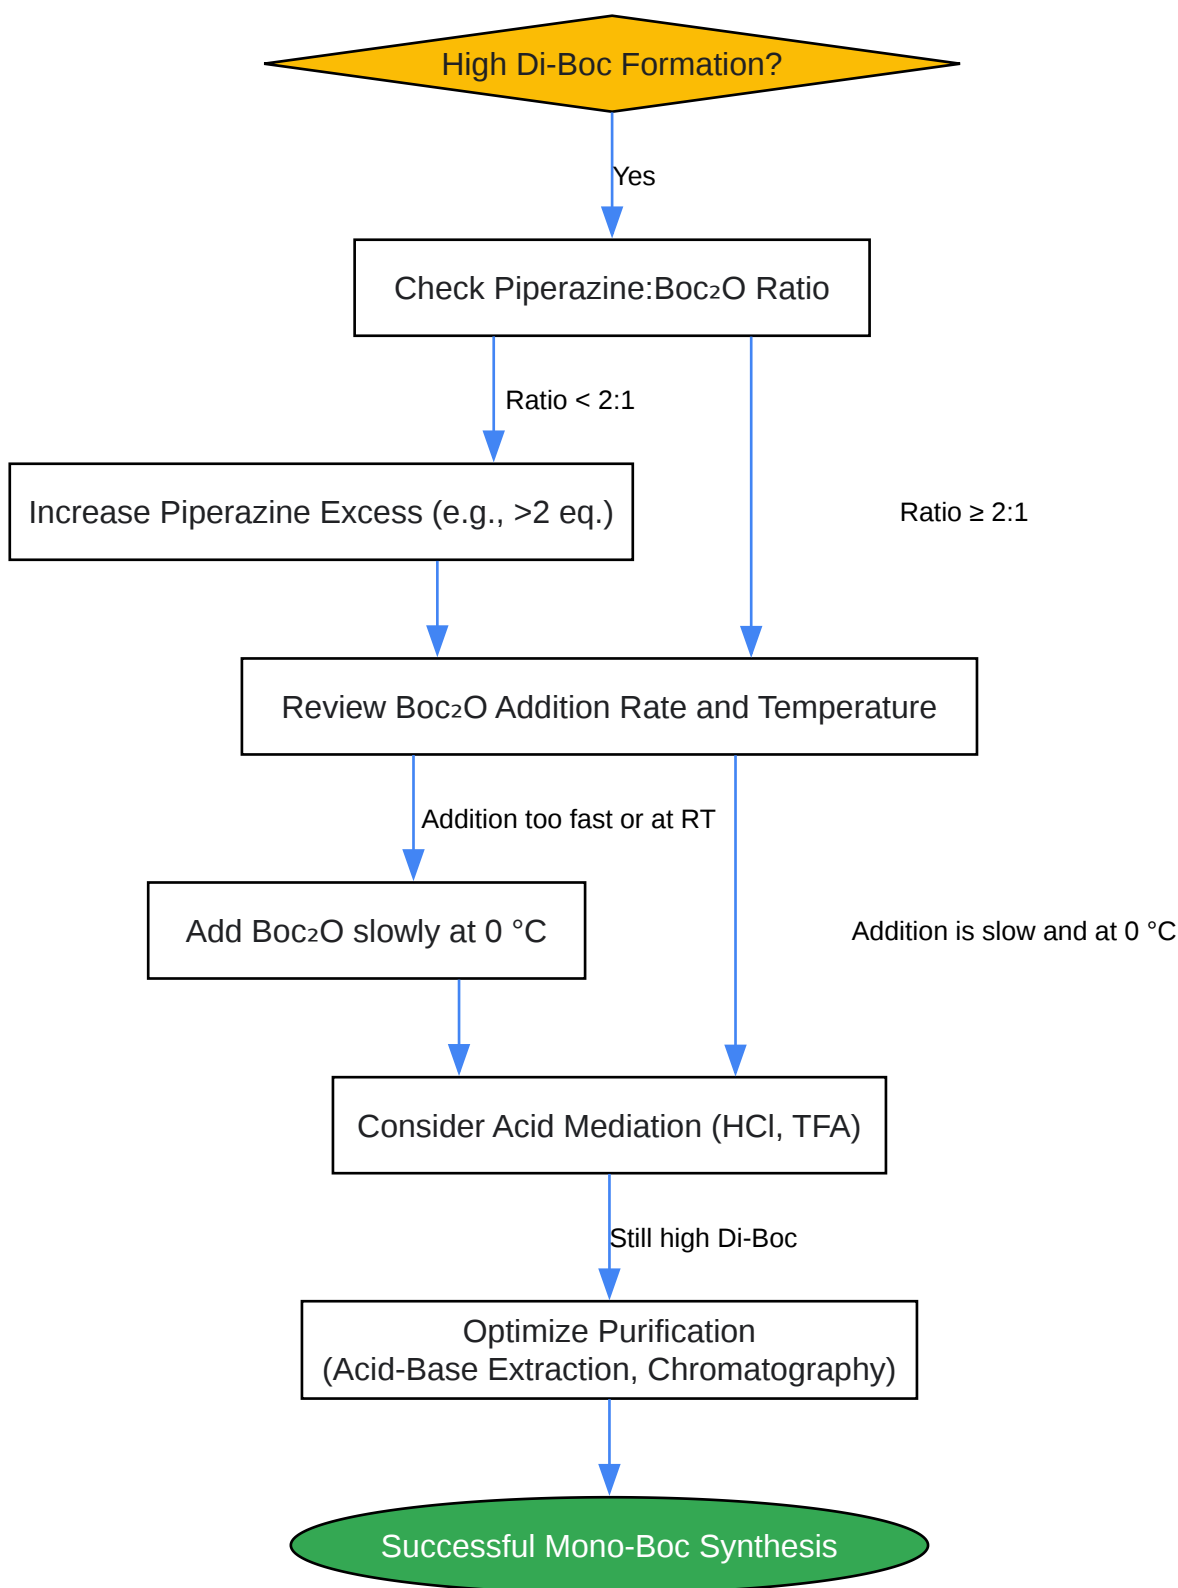 High Di-Boc Formation?
Yes
Check Piperazine:Boc₂O Ratio
Ratio < 2:1
Increase Piperazine Excess (e.g., >2 eq.)
Ratio ≥ 2:1
Review Boc₂O Addition Rate and Temperature
Addition too fast or at RT
Add Boc₂O slowly at 0 °C
Addition is slow and at 0 °C
Consider Acid Mediation (HCl, TFA)
Still high Di-Boc
Optimize Purification
(Acid-Base Extraction, Chromatography)
Successful Mono-Boc Synthesis